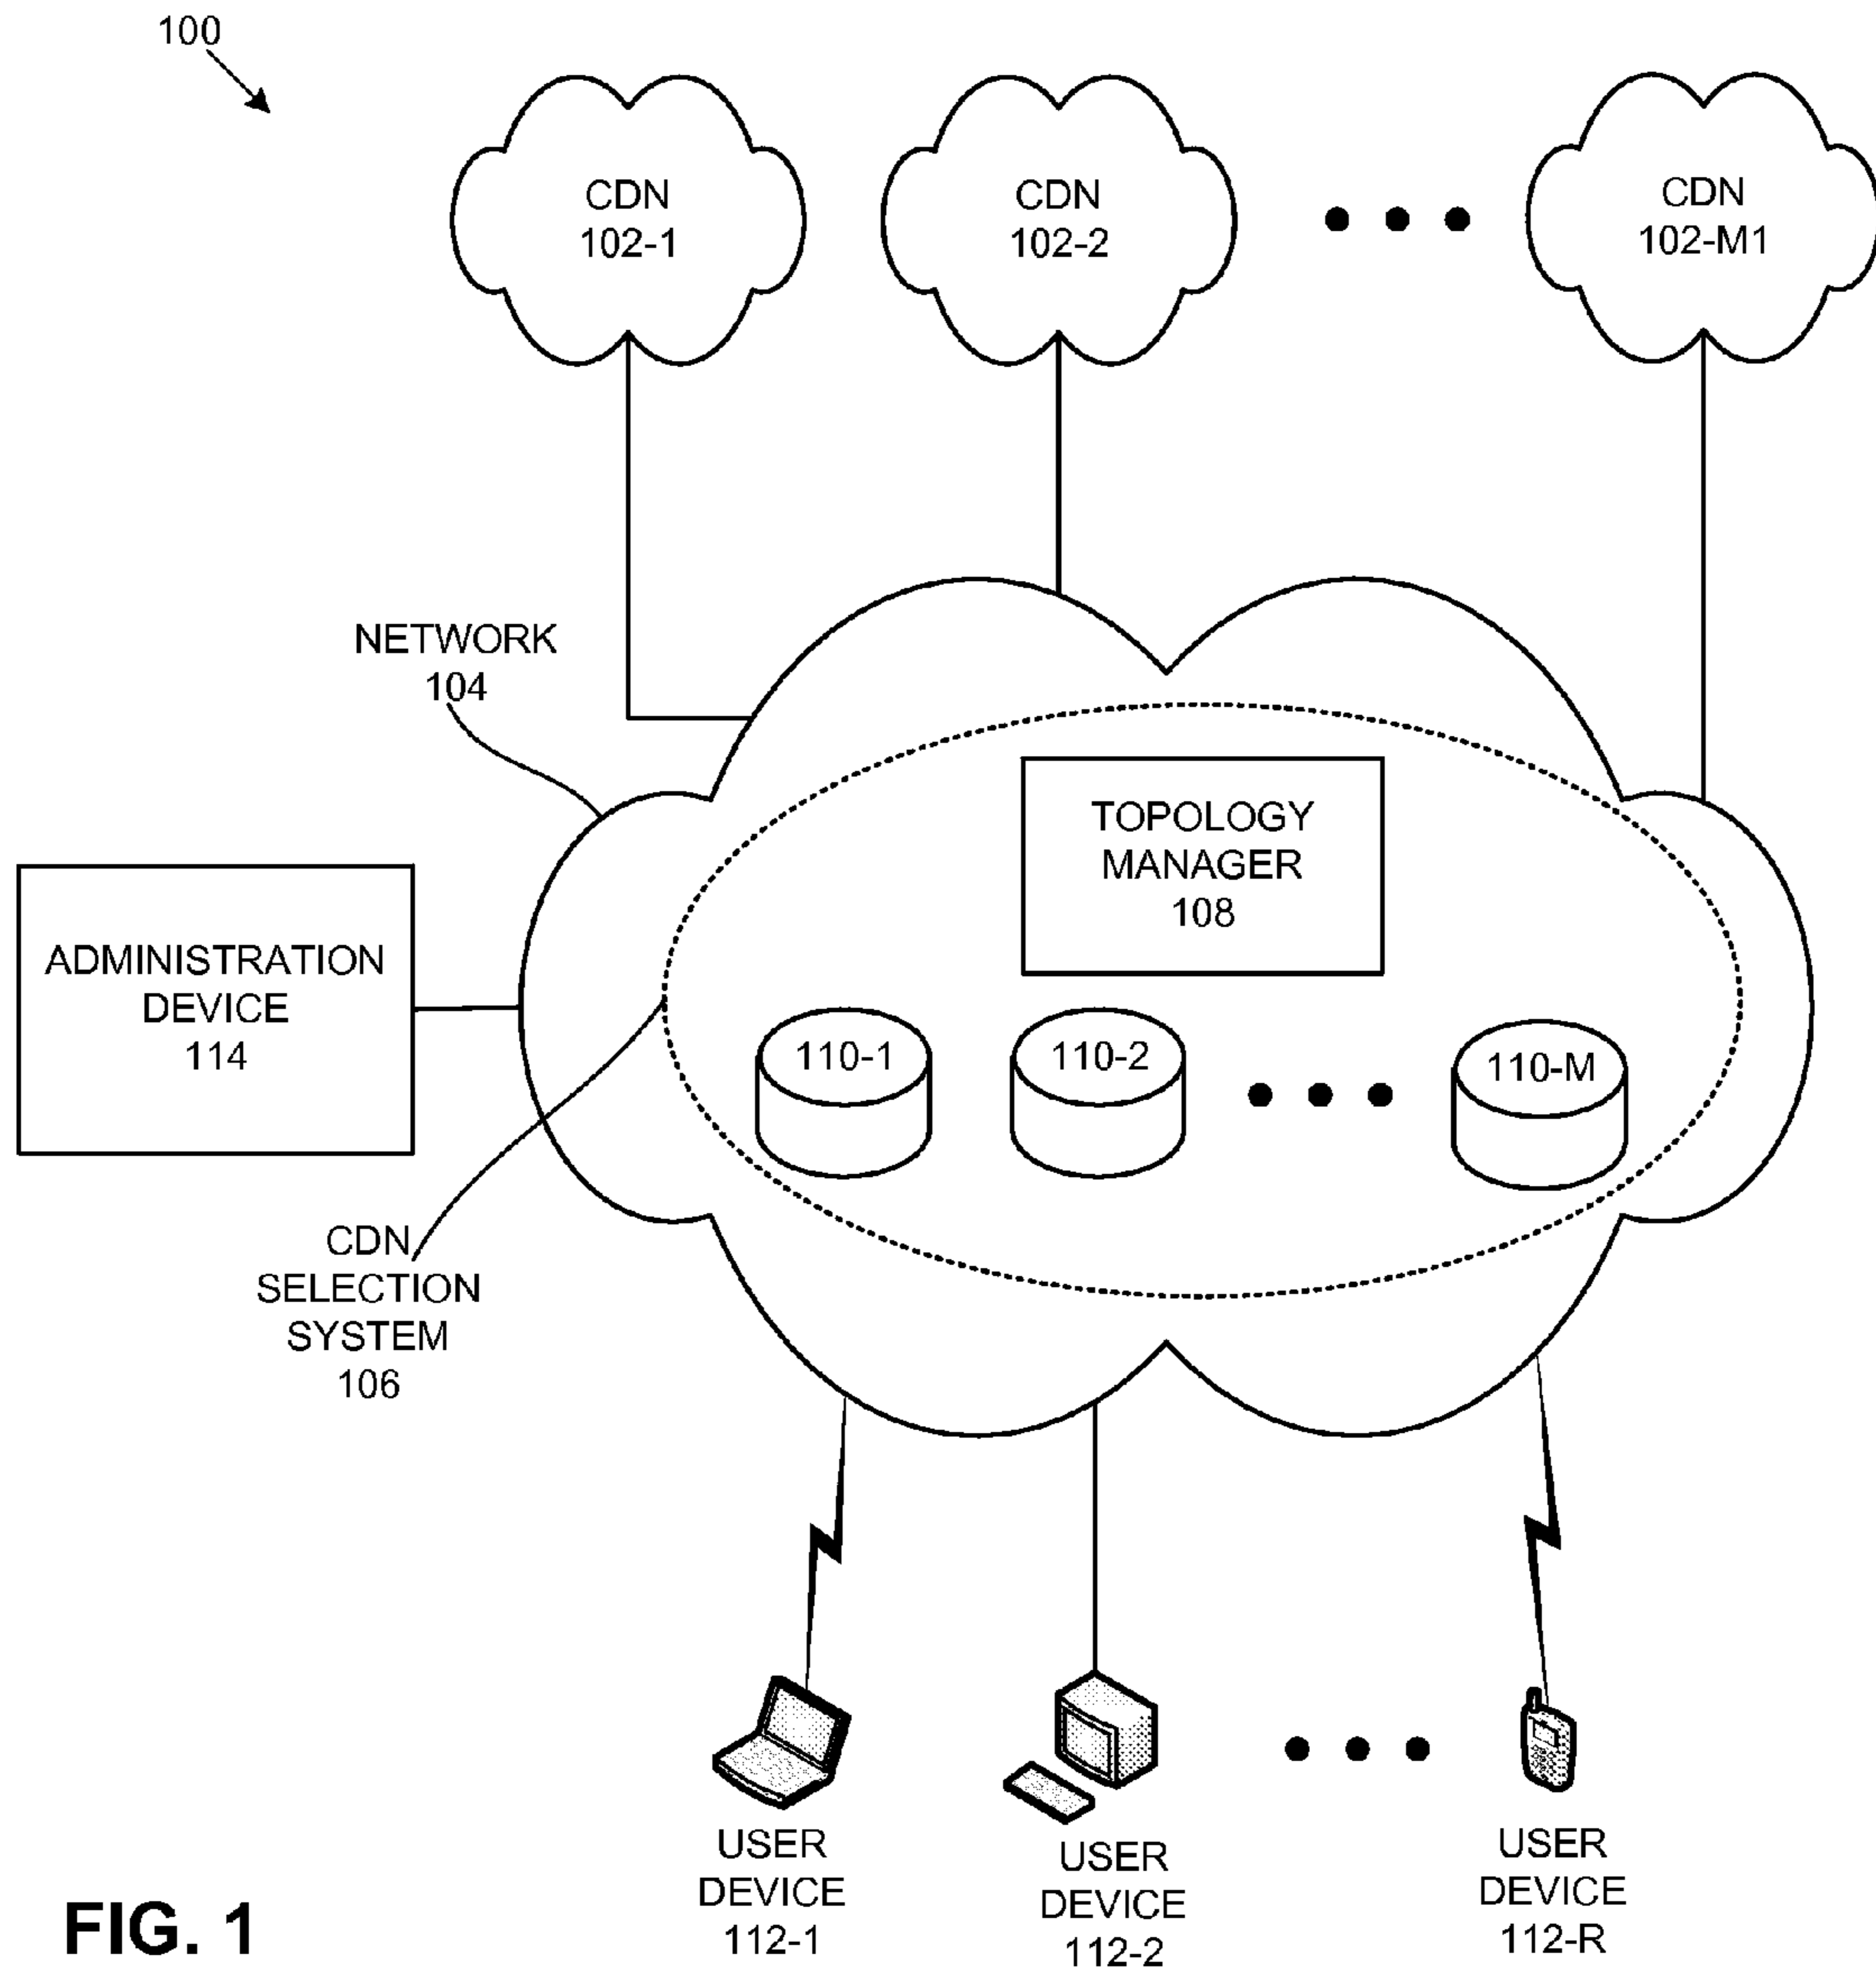 100
CDN
102-1
CDN
102-2
CDN
102-M1
NETWORK
104
TOPOLOGY
MANAGER
108
ADMINISTRATION
DEVICE
114
110-1
110-2
110-M
CDN
SELECTION
SYSTEM
106
USER
DEVICE
112-1
USER
DEVICE
112-2
USER
DEVICE
112-R
FIG. 1